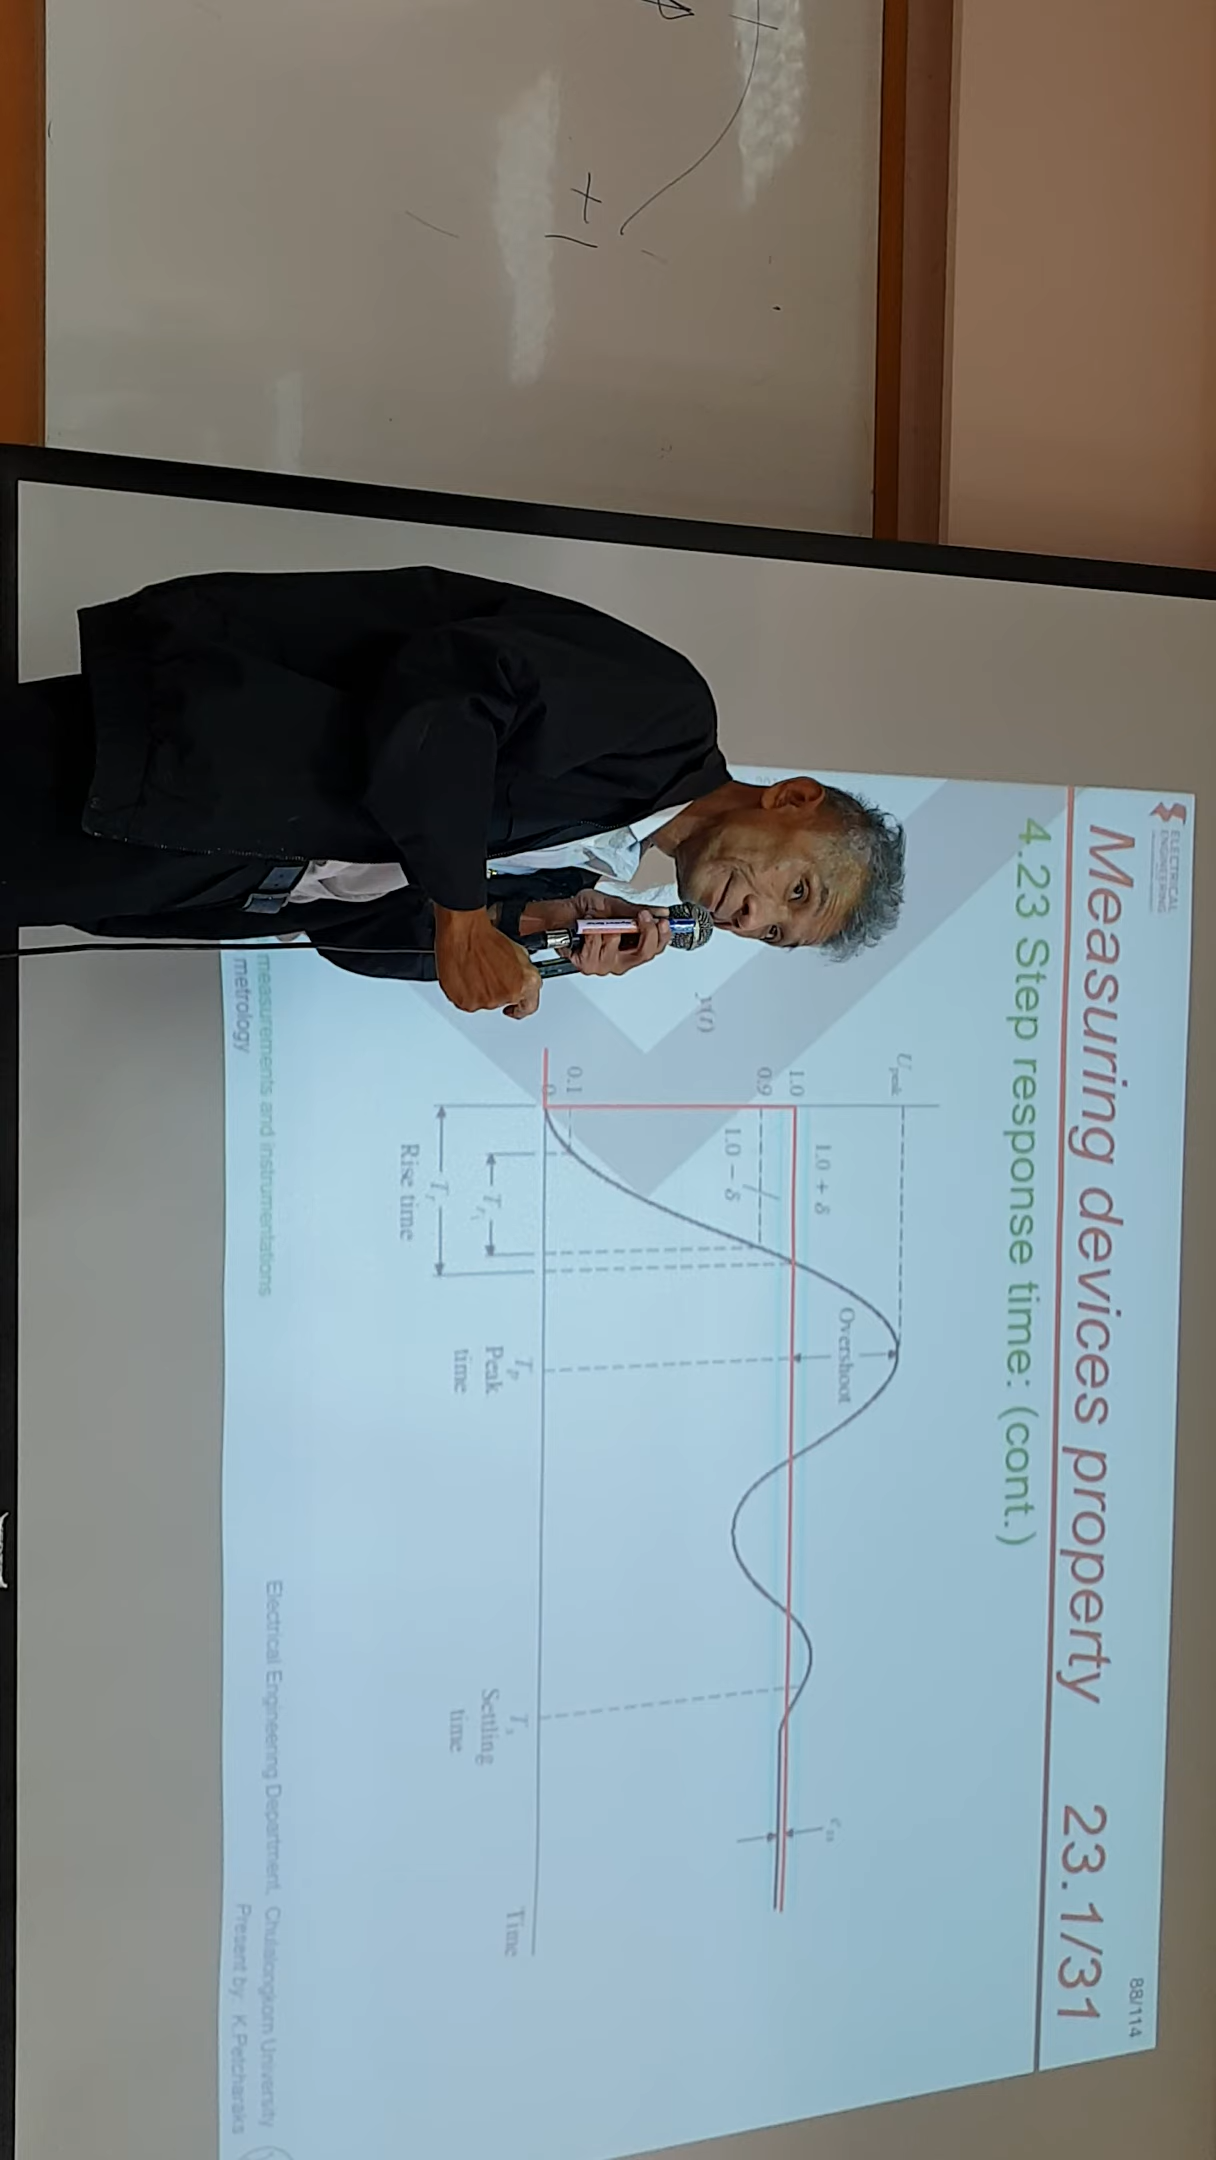 ELECTRICAL
ENGINEERING
88/114
Measuring devices property 23.1/31
4.23 Step response time: (cont.)
U
1.0 + δ
Overshoot
1.0
0.9
1.0 − δ
y(t)
0.1
0
T_r₁
T_r
Rise time
T_p
Peak
time
T_s
Settling
time
Time
e_ss
measurements and instrumentations
metrology
Electrical Engineering Department, Chulalongkorn University
Present by K.Petcharaks
+1